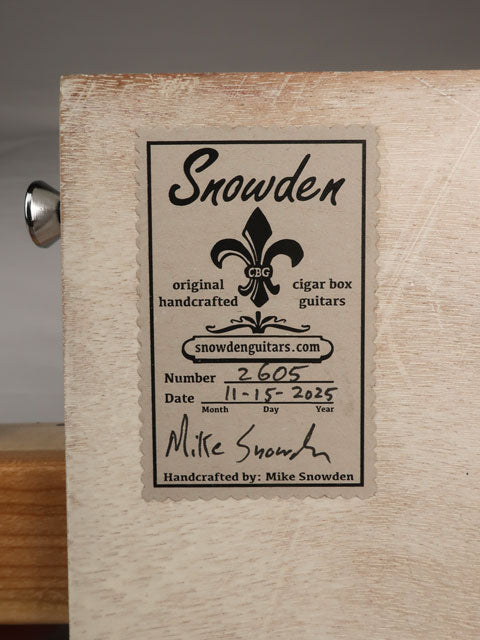 Snowden
CBG
original cigar box
handcrafted guitars
snowdenguitars.com
Number 2605
Date 11-15-2025
Month Day Year
Mike Snowden
Handcrafted by: Mike Snowden